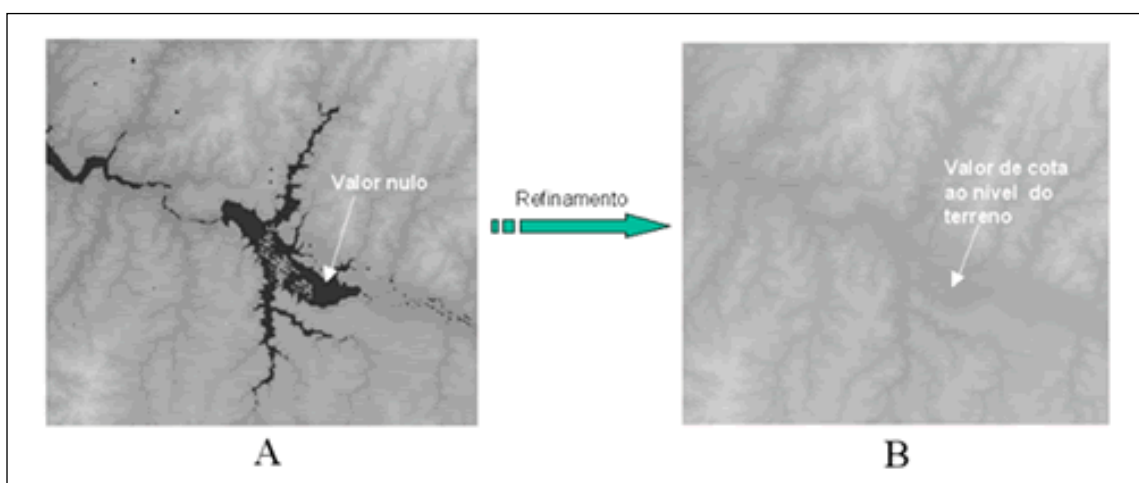 Valor nulo
Refinamento
Valor de cota
ao nível do
terreno
A
B